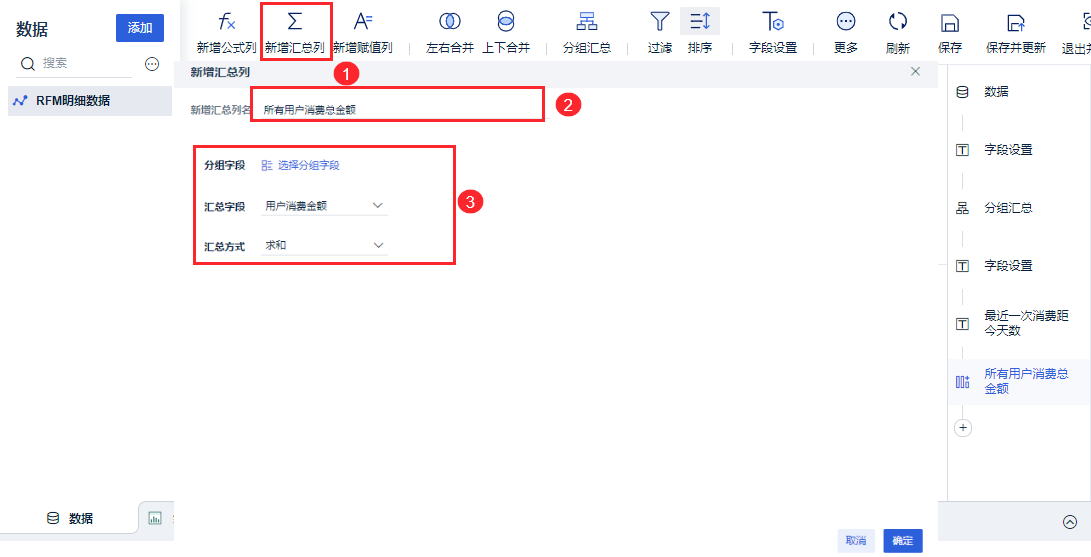 数据
添加
搜索
RFM明细数据
新增公式列
新增汇总列
新增赋值列
左右合并
上下合并
分组汇总
过滤
排序
字段设置
更多
刷新
保存
保存并更新
新增汇总列
1
新增汇总列名
所有用户消费总金额
2
分组字段
选择分组字段
汇总字段
用户消费金额
汇总方式
求和
3
数据
字段设置
分组汇总
字段设置
最近一次消费距
今天数
所有用户消费总
金额
数据
取消
确定